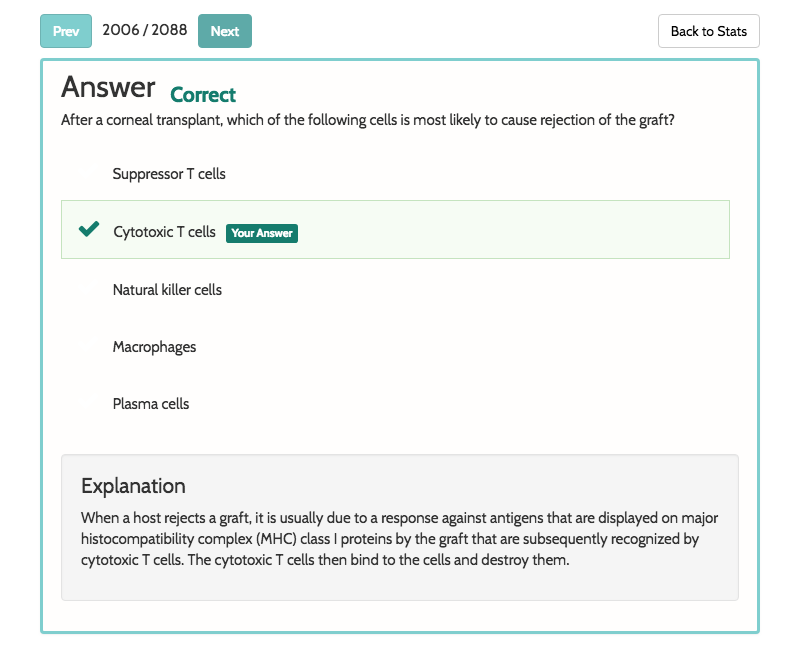 Prev 2006 / 2088 Next Back to Stats
Answer Correct
After a corneal transplant, which of the following cells is most likely to cause rejection of the graft?
Suppressor T cells
Cytotoxic T cells Your Answer
Natural killer cells
Macrophages
Plasma cells
Explanation
When a host rejects a graft, it is usually due to a response against antigens that are displayed on major
histocompatibility complex (MHC) class I proteins by the graft that are subsequently recognized by
cytotoxic T cells. The cytotoxic T cells then bind to the cells and destroy them.